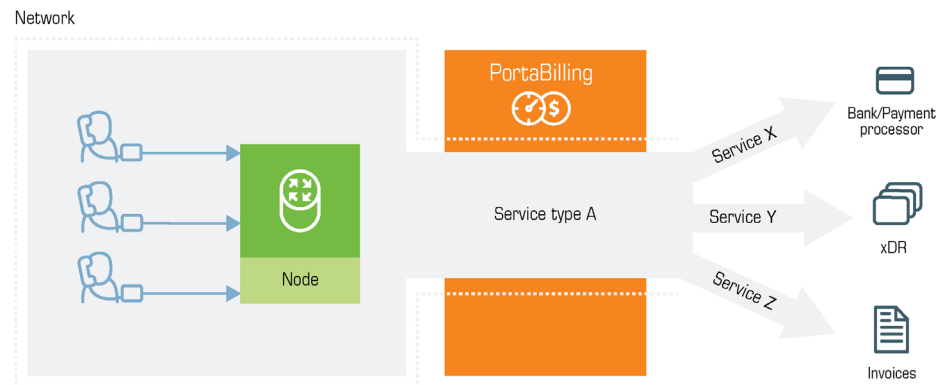 Network
PortaBilling
$
Node
Service type A
Service X
Service Y
Service Z
Bank/Payment
processor
xDR
Invoices